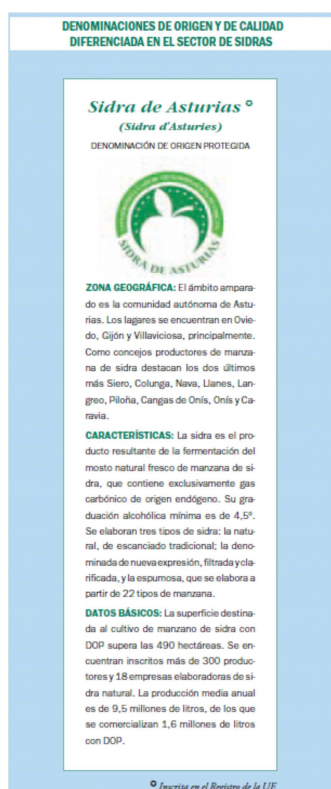 DENOMINACIONES DE ORIGEN Y DE CALIDAD
DIFERENCIADA EN EL SECTOR DE SIDRAS
Sidra de Asturias °
(Sidra d'Asturies)
DENOMINACIÓN DE ORIGEN PROTEGIDA
SIDRA DE ASTURIAS
ZONA GEOGRÁFICA: El ámbito ampara-
do es la comunidad autónoma de Astu-
rias. Los lagares se encuentran en Ovie-
do, Gijón y Villaviciosa, principalmente.
Como concejos productores de manza-
na de sidra destacan los dos últimos
más Siero, Colunga, Nava, Llanes, Lan-
greo, Piloña, Cangas de Onís, Onís y Ca-
ravia.
CARACTERÍSTICAS: La sidra es el pro-
ducto resultante de la fermentación del
mosto natural fresco de manzana de si-
dra, que contiene exclusivamente gas
carbónico de origen endógeno. Su gra-
duación alcohólica mínima es de 4,5º.
Se elaboran tres tipos de sidra: la natu-
ral, de escanciado tradicional; la deno-
minada de nueva expresión, filtrada y cla-
rificada, y la espumosa, que se elabora a
partir de 22 tipos de manzana.
DATOS BÁSICOS: La superficie destina-
da al cultivo de manzano de sidra con
DOP supera las 490 hectáreas. Se en-
cuentran inscritos más de 300 produc-
tores y 18 empresas elaboradoras de si-
dra natural. La producción media anual
es de 9,5 millones de litros, de los que
se comercializan 1,6 millones de litros
con DOP.
° Inscrita en el Registro de la UE